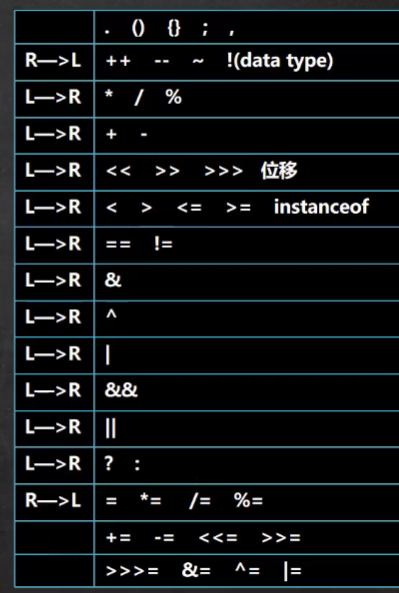 . () {} ; ,
R—>L ++ -- ~ !(data type)
L—>R * / %
L—>R + -
L—>R << >> >>> 位移
L—>R < > <= >= instanceof
L—>R == !=
L—>R &
L—>R ^
L—>R |
L—>R &&
L—>R ||
L—>R ? :
R—>L = *= /= %=
+= -= <<= >>=
>>>= &= ^= |=